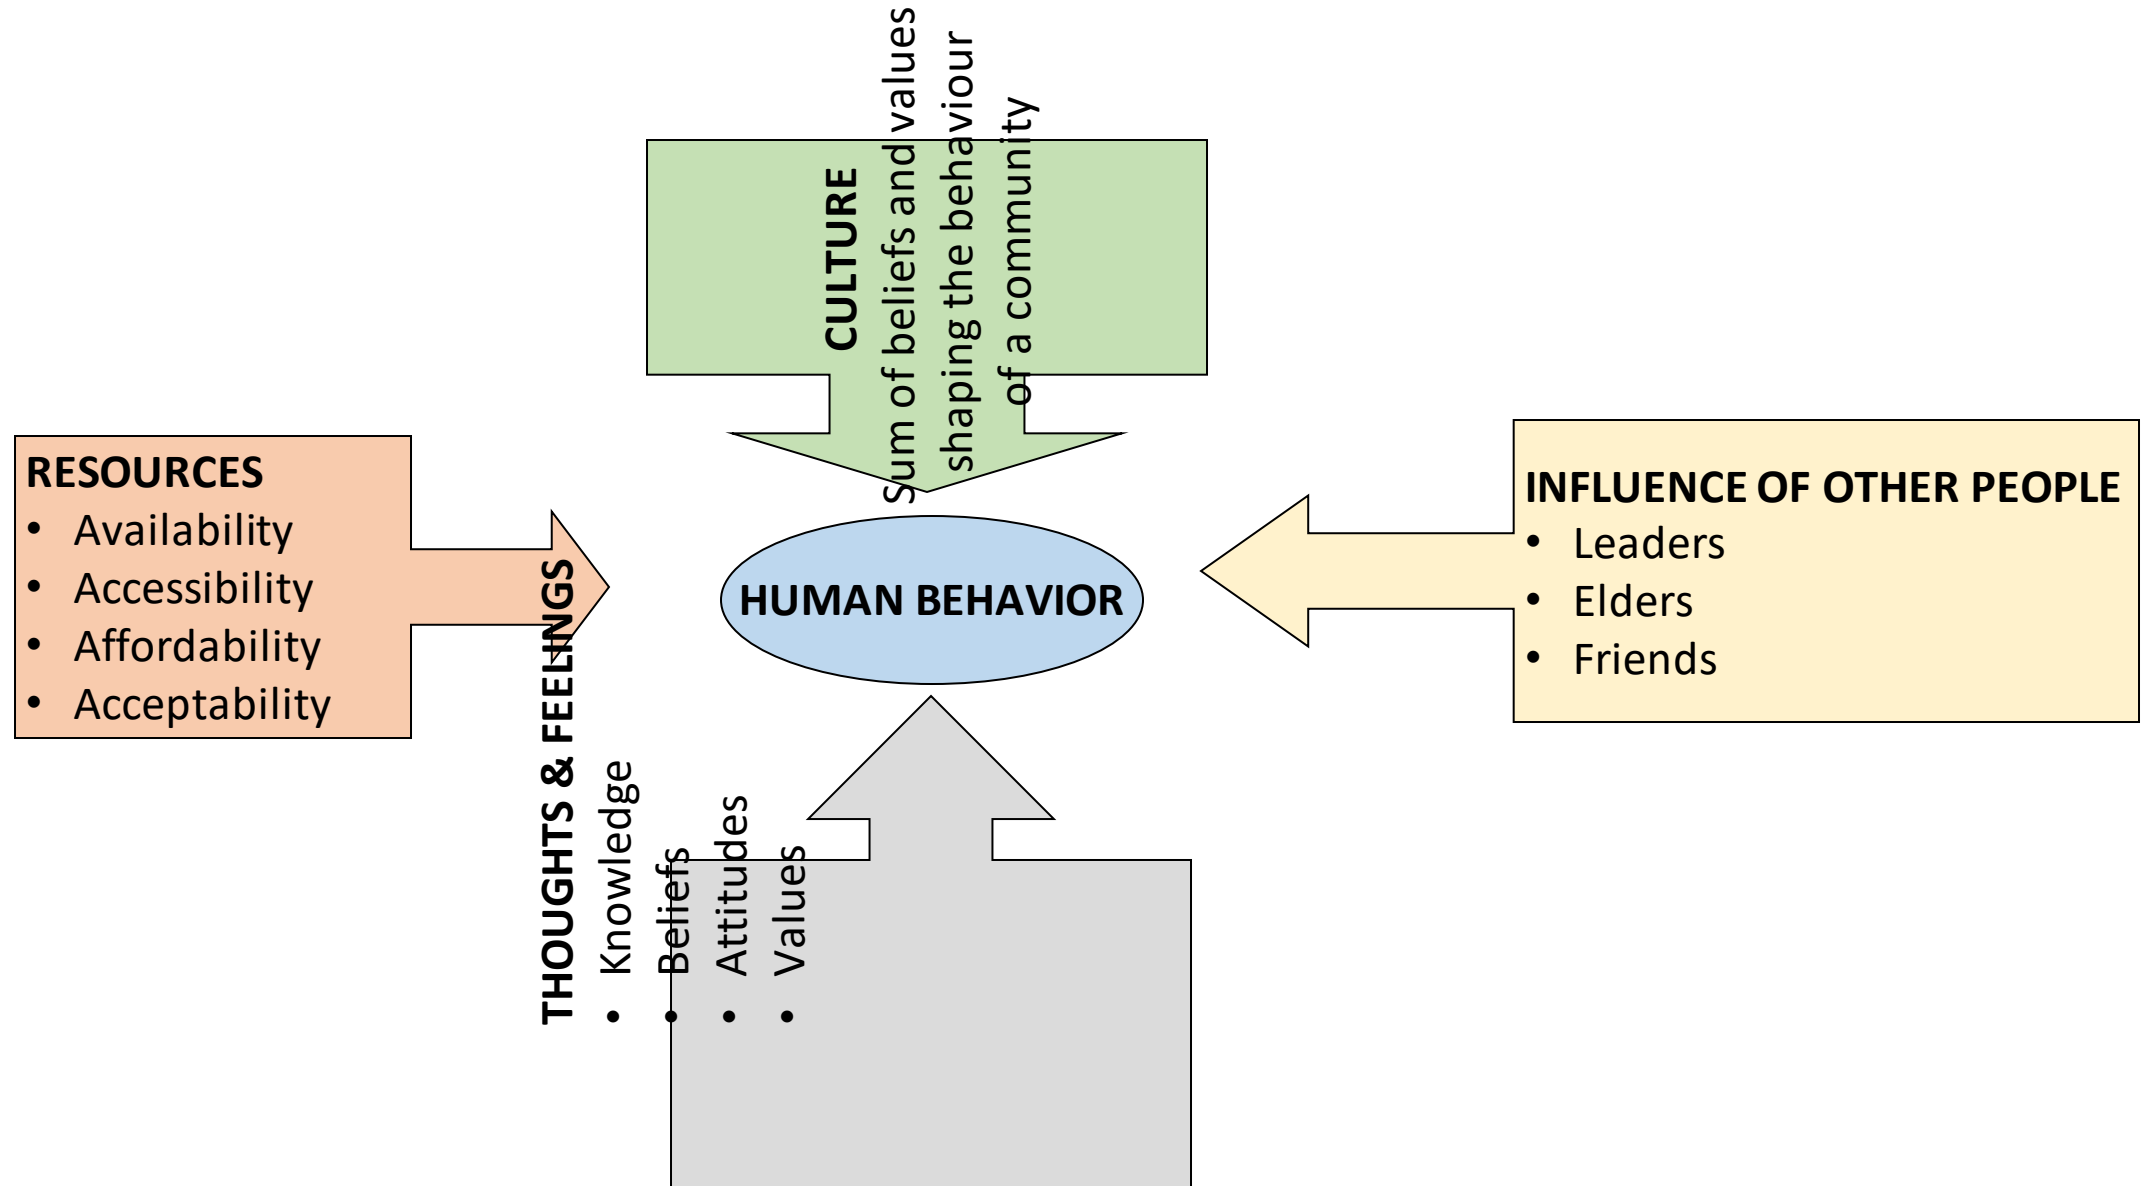 CULTURE
Sum of beliefs and values
shaping the behaviour
of a community
RESOURCES
• Availability
• Accessibility
• Affordability
• Acceptability
HUMAN BEHAVIOR
INFLUENCE OF OTHER PEOPLE
• Leaders
• Elders
• Friends
THOUGHTS & FEELINGS
• Knowledge
• Beliefs
• Attitudes
• Values